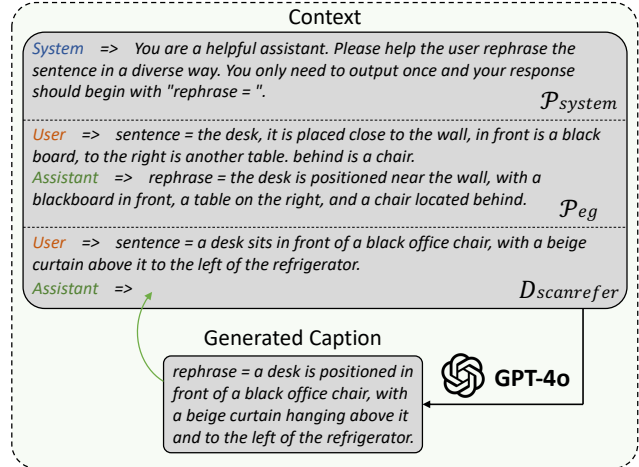 Context
System => You are a helpful assistant. Please help the user rephrase the
sentence in a diverse way. You only need to output once and your response
should begin with "rephrase = ".
𝒫system
User => sentence = the desk, it is placed close to the wall, in front is a black
board, to the right is another table. behind is a chair.
Assistant => rephrase = the desk is positioned near the wall, with a
blackboard in front, a table on the right, and a chair located behind.
𝒫eg
User => sentence = a desk sits in front of a black office chair, with a beige
curtain above it to the left of the refrigerator.
Assistant =>
Dscanrefer
Generated Caption
rephrase = a desk is positioned in
front of a black office chair, with
a beige curtain hanging above it
and to the left of the refrigerator.
GPT-4o